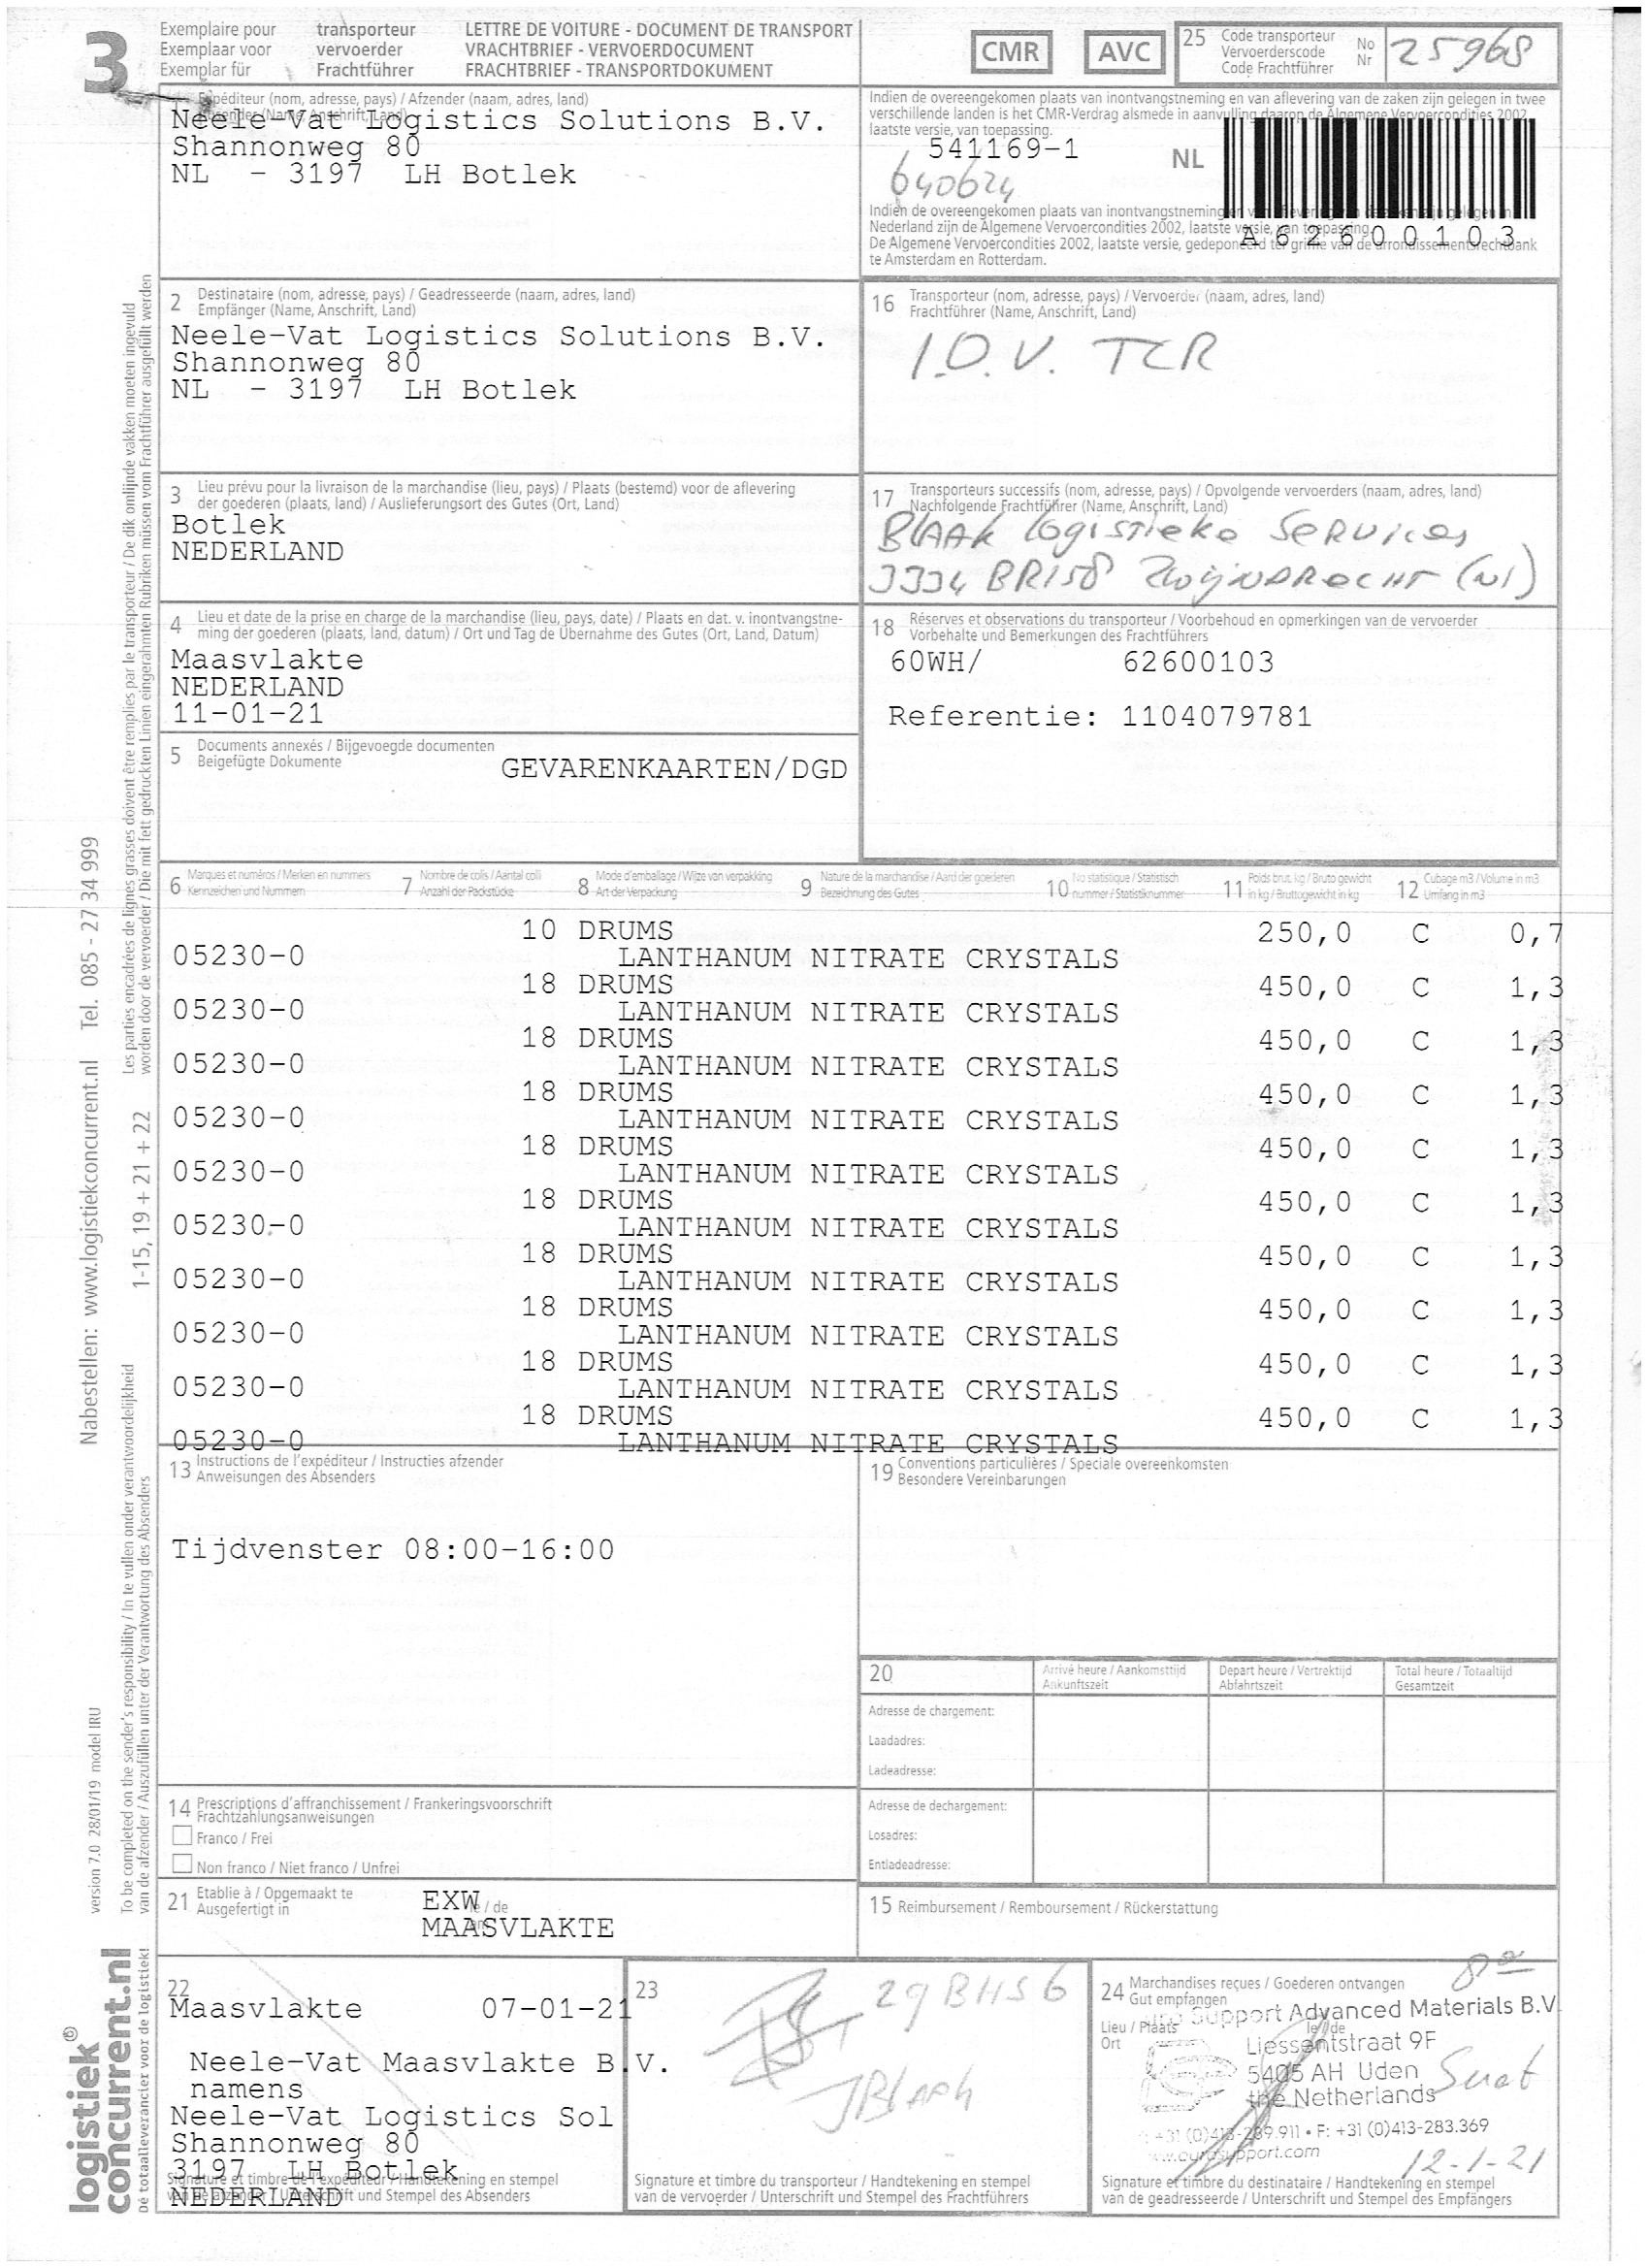 3
Exemplaire pour transporteur
Exemplaar voor vervoerder
Exemplar für Frachtführer
LETTRE DE VOITURE - DOCUMENT DE TRANSPORT
VRACHTBRIEF - VERVOERDOCUMENT
FRACHTBRIEF - TRANSPORTDOKUMENT
CMR
AVC
25 Code transporteur
Vervoerderscode
Code Frachtführer
No
Nr
25968
Expéditeur (nom, adresse, pays) / Afzender (naam, adres, land)
Absender (Name, Anschrift, Land)
Neele-Vat Logistics Solutions B.V.
Shannonweg 80
NL - 3197 LH Botlek
Indien de overeengekomen plaats van inontvangstneming en van aflevering van de zaken zijn gelegen in twee
verschillende landen is het CMR-Verdrag alsmede in aanvulling daarop de Algemene Vervoercondities 2002,
laatste versie, van toepassing.
541169-1
640624
NL
A62600103
Indien de overeengekomen plaats van inontvangstneming en van aflevering van de zaken zijn gelegen in
Nederland zijn de Algemene Vervoercondities 2002, laatste versie, van toepassing.
De Algemene Vervoercondities 2002, laatste versie, gedeponeerd ter griffie van de arrondissementsrechtbank
te Amsterdam en Rotterdam.
2 Destinataire (nom, adresse, pays) / Geadresseerde (naam, adres, land)
Empfänger (Name, Anschrift, Land)
Neele-Vat Logistics Solutions B.V.
Shannonweg 80
NL - 3197 LH Botlek
16 Transporteur (nom, adresse, pays) / Vervoerder (naam, adres, land)
Frachtführer (Name, Anschrift, Land)
I.O.V. TCR
3 Lieu prévu pour la livraison de la marchandise (lieu, pays) / Plaats (bestemd) voor de aflevering
der goederen (plaats, land) / Auslieferungsort des Gutes (Ort, Land)
Botlek
NEDERLAND
17 Transporteurs successifs (nom, adresse, pays) / Opvolgende vervoerders (naam, adres, land)
Nachfolgende Frachtführer (Name, Anschrift, Land)
BLAAK Logistieke Services
3334 BR158 Zwijndrecht (Nl)
4 Lieu et date de la prise en charge de la marchandise (lieu, pays, date) / Plaats en dat. v. inontvangstne-
ming der goederen (plaats, land, datum) / Ort und Tag de Übernahme des Gutes (Ort, Land, Datum)
Maasvlakte
NEDERLAND
11-01-21
18 Réserves et observations du transporteur / Voorbehoud en opmerkingen van de vervoerder
Vorbehalte und Bemerkungen des Frachtführers
60WH/ 62600103
Referentie: 1104079781
5 Documents annexés / Bijgevoegde documenten
Beigefügte Dokumente
GEVARENKAARTEN/DGD
6 Marques et numéros / Merken en nummers
Kennzeichen und Nummern
7 Nombre de colis / Aantal colli
Anzahl der Packstücke
8 Mode d'emballage / Wijze van verpakking
Art der Verpackung
9 Nature de la marchandise / Aard der goederen
Bezeichnung des Gutes
10 No statistique / Statistisch
nummer / Statistiknummer
11 Poids brut, kg / Bruto gewicht
in kg / Bruttogewicht in kg
12 Cubage m3 / Volume in m3
Umfang in m3
10 DRUMS 250,0 C 0,7
05230-0 LANTHANUM NITRATE CRYSTALS
18 DRUMS 450,0 C 1,3
05230-0 LANTHANUM NITRATE CRYSTALS
18 DRUMS 450,0 C 1,3
05230-0 LANTHANUM NITRATE CRYSTALS
18 DRUMS 450,0 C 1,3
05230-0 LANTHANUM NITRATE CRYSTALS
18 DRUMS 450,0 C 1,3
05230-0 LANTHANUM NITRATE CRYSTALS
18 DRUMS 450,0 C 1,3
05230-0 LANTHANUM NITRATE CRYSTALS
18 DRUMS 450,0 C 1,3
05230-0 LANTHANUM NITRATE CRYSTALS
18 DRUMS 450,0 C 1,3
05230-0 LANTHANUM NITRATE CRYSTALS
18 DRUMS 450,0 C 1,3
05230-0 LANTHANUM NITRATE CRYSTALS
18 DRUMS 450,0 C 1,3
05230-0 LANTHANUM NITRATE CRYSTALS
13 Instructions de l'expéditeur / Instructies afzender
Anweisungen des Absenders
Tijdvenster 08:00-16:00
19 Conventions particulières / Speciale overeenkomsten
Besondere Vereinbarungen
20
Arrivé heure / Aankomsttijd
Ankunftszeit
Depart heure / Vertrektijd
Abfahrtszeit
Total heure / Totaaltijd
Gesamtzeit
Adresse de chargement:
Laadadres:
Ladeadresse:
Adresse de dechargement:
Losadres:
Entladeadresse:
14 Prescriptions d'affranchissement / Frankeringsvoorschrift
Frachtzahlungsanweisungen
Franco / Frei
Non franco / Niet franco / Unfrei
21 Etablie à / Opgemaakt te
Ausgefertigt in
le / de
EXW
MAASVLAKTE
15 Reimbursement / Remboursement / Rückerstattung
22
Maasvlakte 07-01-21
Neele-Vat Maasvlakte B.V.
namens
Neele-Vat Logistics Sol
Shannonweg 80
3197 LH Botlek
NEDERLAND
Signature et timbre de l'expéditeur / Handtekening en stempel
van de afzender / Unterschrift und Stempel des Absenders
23
29BHS6
JBlaak
Signature et timbre du transporteur / Handtekening en stempel
van de vervoerder / Unterschrift und Stempel des Frachtführers
24 Marchandises reçues / Goederen ontvangen
Gut empfangen
Lieu / Plaats
Ort
le / de
8 00
Support Advanced Materials B.V.
Liessentstraat 9F
5405 AH Uden
the Netherlands
+31 (0)413-289.911 • F: +31 (0)413-283.369
www.eurosupport.com
12-1-21
Signature et timbre du destinataire / Handtekening en stempel
van de geadresseerde / Unterschrift und Stempel des Empfängers
Nabestellen: www.logistiekconcurrent.nl Tel. 085 - 27 34 999
Les parties encadrées de lignes grasses doivent être remplies par le transporteur / De dik omlijnde vakken moeten ingevuld
worden door de vervoerder / Die mit fett gedruckten Linien eingerahmten Rubriken müssen vom Frachtführer ausgefüllt werden
1-15, 19 + 21 + 22
To be completed on the sender's responsibility / In te vullen onder verantwoordelijkheid
van de afzender / Auszufüllen unter der Verantwortung des Absenders
version 7.0 28/01/19 model IRU
logistiek
concurrent.nl
Dé totaalleverancier voor de logistiek!